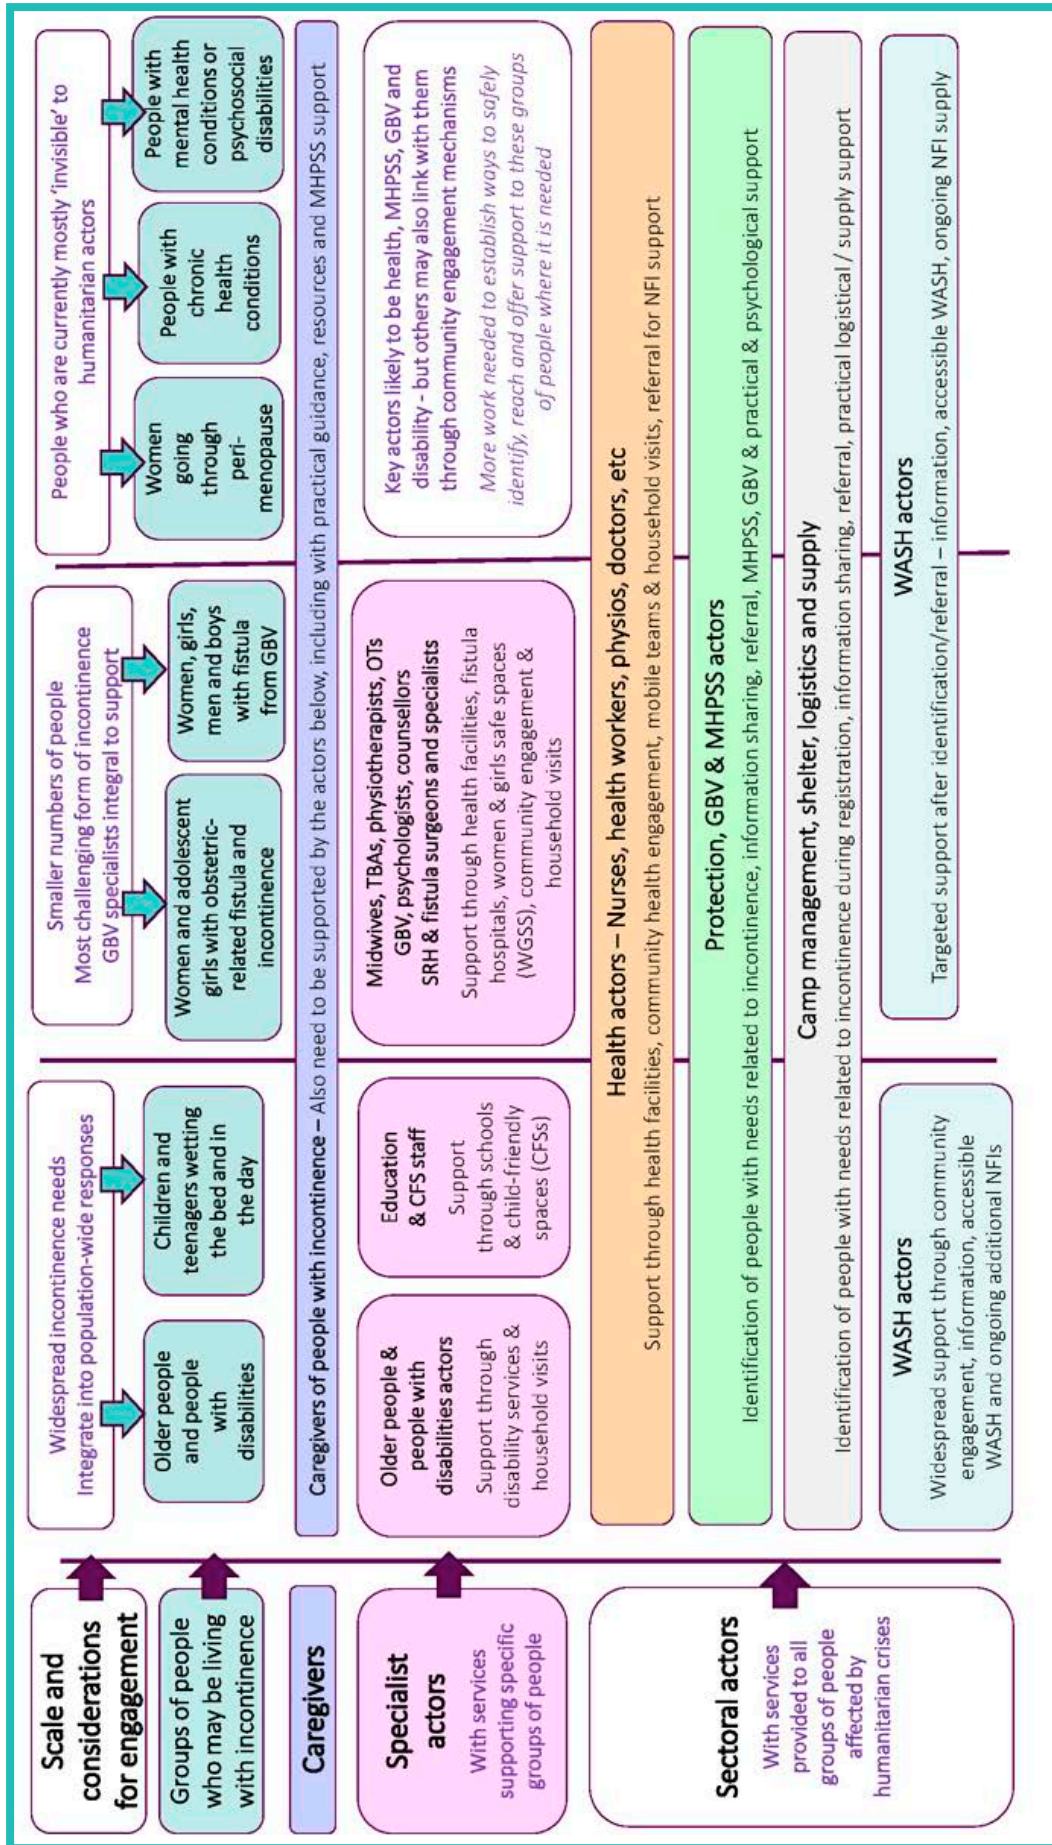 Scale and
considerations
for engagement
Widespread incontinence needs
Integrate into population-wide responses
Smaller numbers of people
Most challenging form of incontinence
GBV specialists integral to support
People who are currently mostly ‘invisible’ to
humanitarian actors
Groups of people
who may be living
with incontinence
Older people
and people
with
disabilities
Children and
teenagers wetting
the bed and in
the day
Women and adolescent
girls with obstetric-
related fistula and
incontinence
Women, girls,
men and boys
with fistula
from GBV
Women
going
through
peri-
menopause
People with
chronic
health
conditions
People with
mental health
conditions or
psychosocial
disabilities
Caregivers
Caregivers of people with incontinence – Also need to be supported by the actors below, including with practical guidance, resources and MHPSS support
Specialist
actors
With services
supporting specific
groups of people
Older people &
people with
disabilities actors
Support through
disability services &
household visits
Education
& CFS staff
Support
through schools
& child-friendly
spaces (CFSs)
Midwives, TBAs, physiotherapists, OTs
GBV, psychologists, counsellors
SRH & fistula surgeons and specialists
Support through health facilities, fistula
hospitals, women & girls safe spaces
(WGSS), community engagement &
household visits
Key actors likely to be health, MHPSS, GBV and
disability - but others may also link with them
through community engagement mechanisms
More work needed to establish ways to safely
identify, reach and offer support to these groups
of people where it is needed
Sectoral actors
With services
provided to all
groups of people
affected by
humanitarian crises
Health actors – Nurses, health workers, physios, doctors, etc
Support through health facilities, community health engagement, mobile teams & household visits, referral for NFI support
Protection, GBV & MHPSS actors
Identification of people with needs related to incontinence, information sharing, referral, MHPSS, GBV & practical & psychological support
Camp management, shelter, logistics and supply
Identification of people with needs related to incontinence during registration, information sharing, referral, practical logistical / supply support
WASH actors
Widespread support through community
engagement, information, accessible
WASH and ongoing additional NFIs
WASH actors
Targeted support after identification/referral – information, accessible WASH, ongoing NFI supply